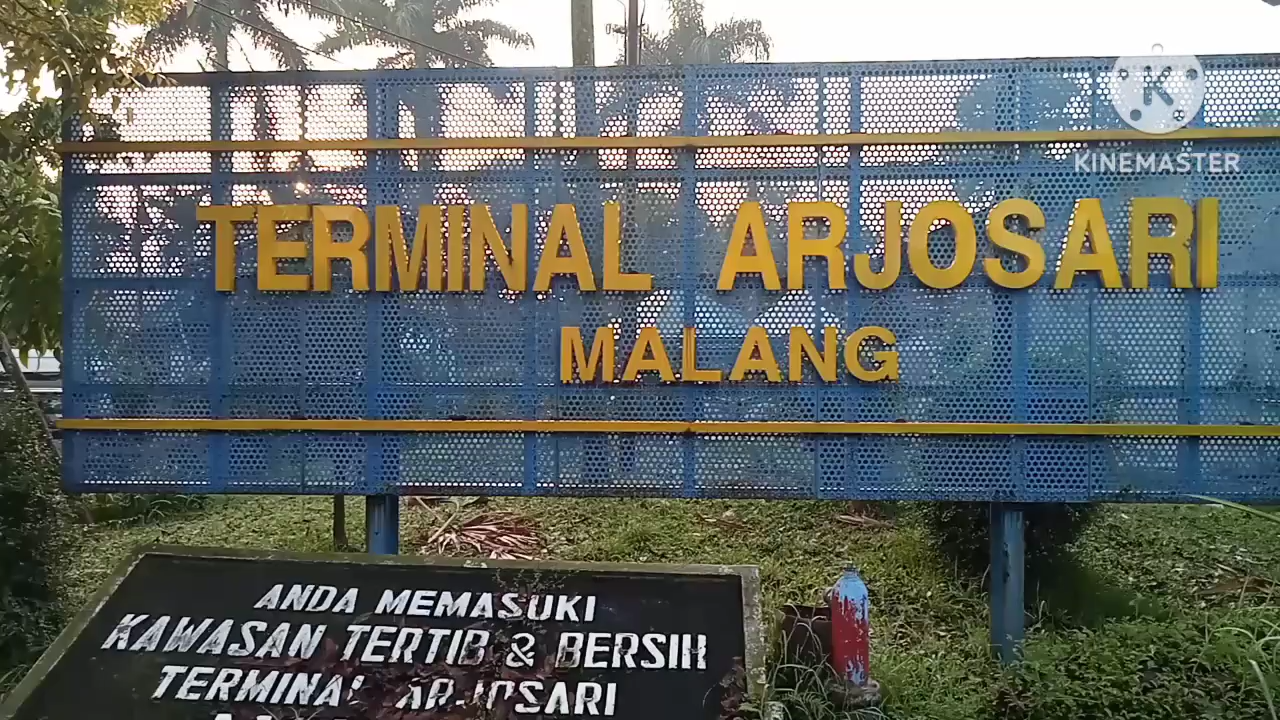 K
KINEMASTER
TERMINAL ARJOSARI
MALANG
ANDA MEMASUKI
KAWASAN TERTIB & BERSIH
TERMINAL ARJOSARI